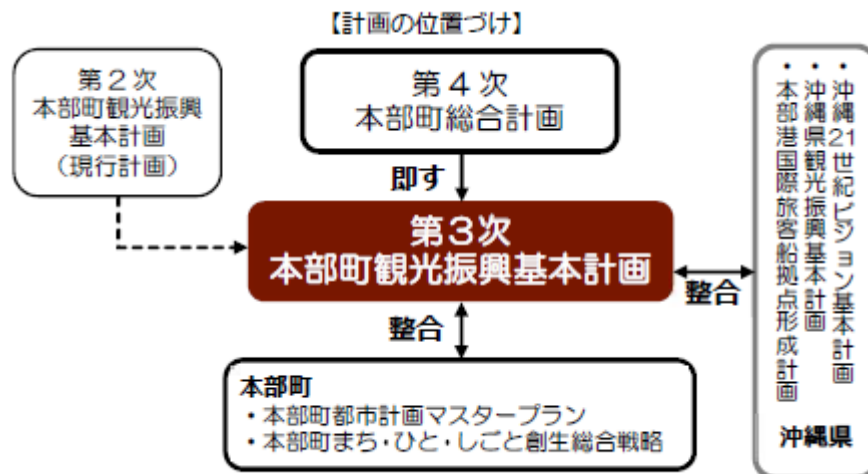 【計画の位置づけ】
第２次
本部町観光振興
基本計画
（現行計画）
第４次
本部町総合計画
即す
第３次
本部町観光振興基本計画
整合
整合
本部町
・本部町都市計画マスタープラン
・本部町まち・ひと・しごと創生総合戦略
・沖縄21世紀ビジョン基本計画
・沖縄県観光振興基本計画
・本部港国際旅客船拠点形成計画
沖縄県